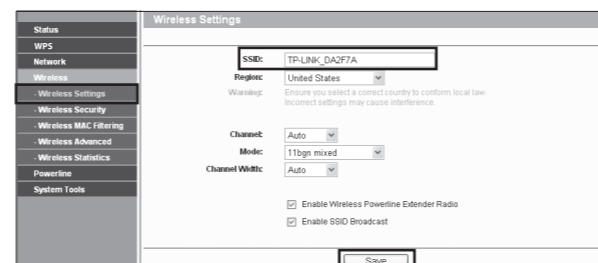 Wireless Settings
Status
WPS
Network
Wireless
- Wireless Settings
- Wireless Security
- Wireless MAC Filtering
- Wireless Advanced
- Wireless Statistics
Powerline
System Tools
SSID: TP-LINK_DA2F7A
Region: United States
Warning: Ensure you select a correct country to conform local law.
Incorrect settings may cause interference.
Channel: Auto
Mode: 11bgn mixed
Channel Width: Auto
Enable Wireless Powerline Extender Radio
Enable SSID Broadcast
Save